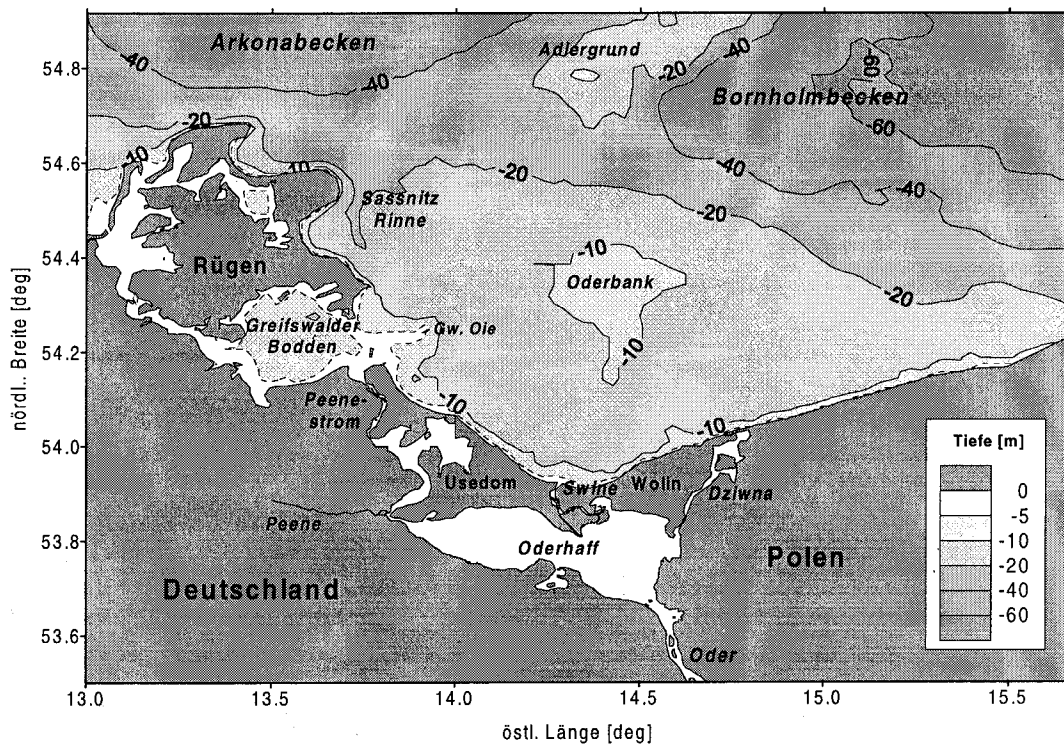 Arkonabecken
Adlergrund
-40
-40
-40
-20
60
54.8
Bornholmbecken
-60
-20
-10
10
54.6
-20
-40
-40
Sassnitz
Rinne
-20
Rügen
-10
54.4
Oderbank
-20
Greifswalder
Bodden
Gw. Oie
54.2
-10
Peene-
strom
-10
-10
54.0
Usedom
Swine
Wolin
Dziwna
Peene
53.8
Oderhaff
Polen
Deutschland
53.6
Oder
Tiefe [m]
0
-5
-10
-20
-40
-60
13.0
13.5
14.0
14.5
15.0
15.5
östl. Länge [deg]
nördl.. Breite [deg]